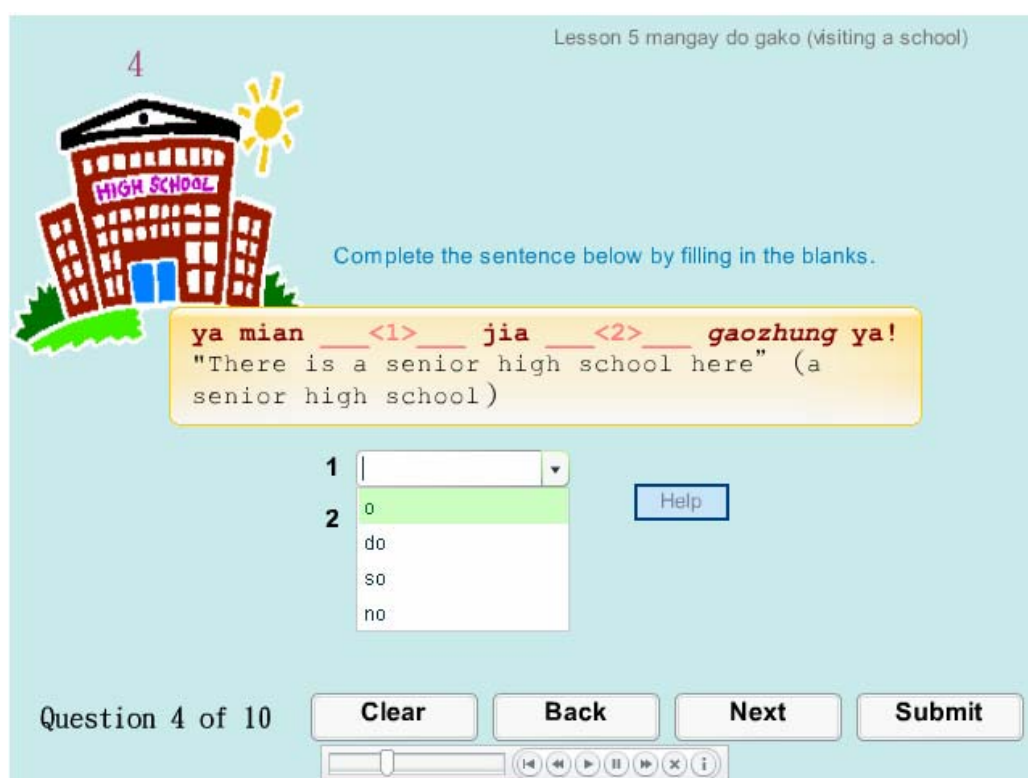 Lesson 5 mangay do gako (visiting a school)
4
HIGH SCHOOL
Complete the sentence below by filling in the blanks.
ya mian ___<1>___ jia ___<2>___ gaozhung ya!
"There is a senior high school here” (a
senior high school)
1
o
2
do
so
no
Help
Question 4 of 10
Clear
Back
Next
Submit